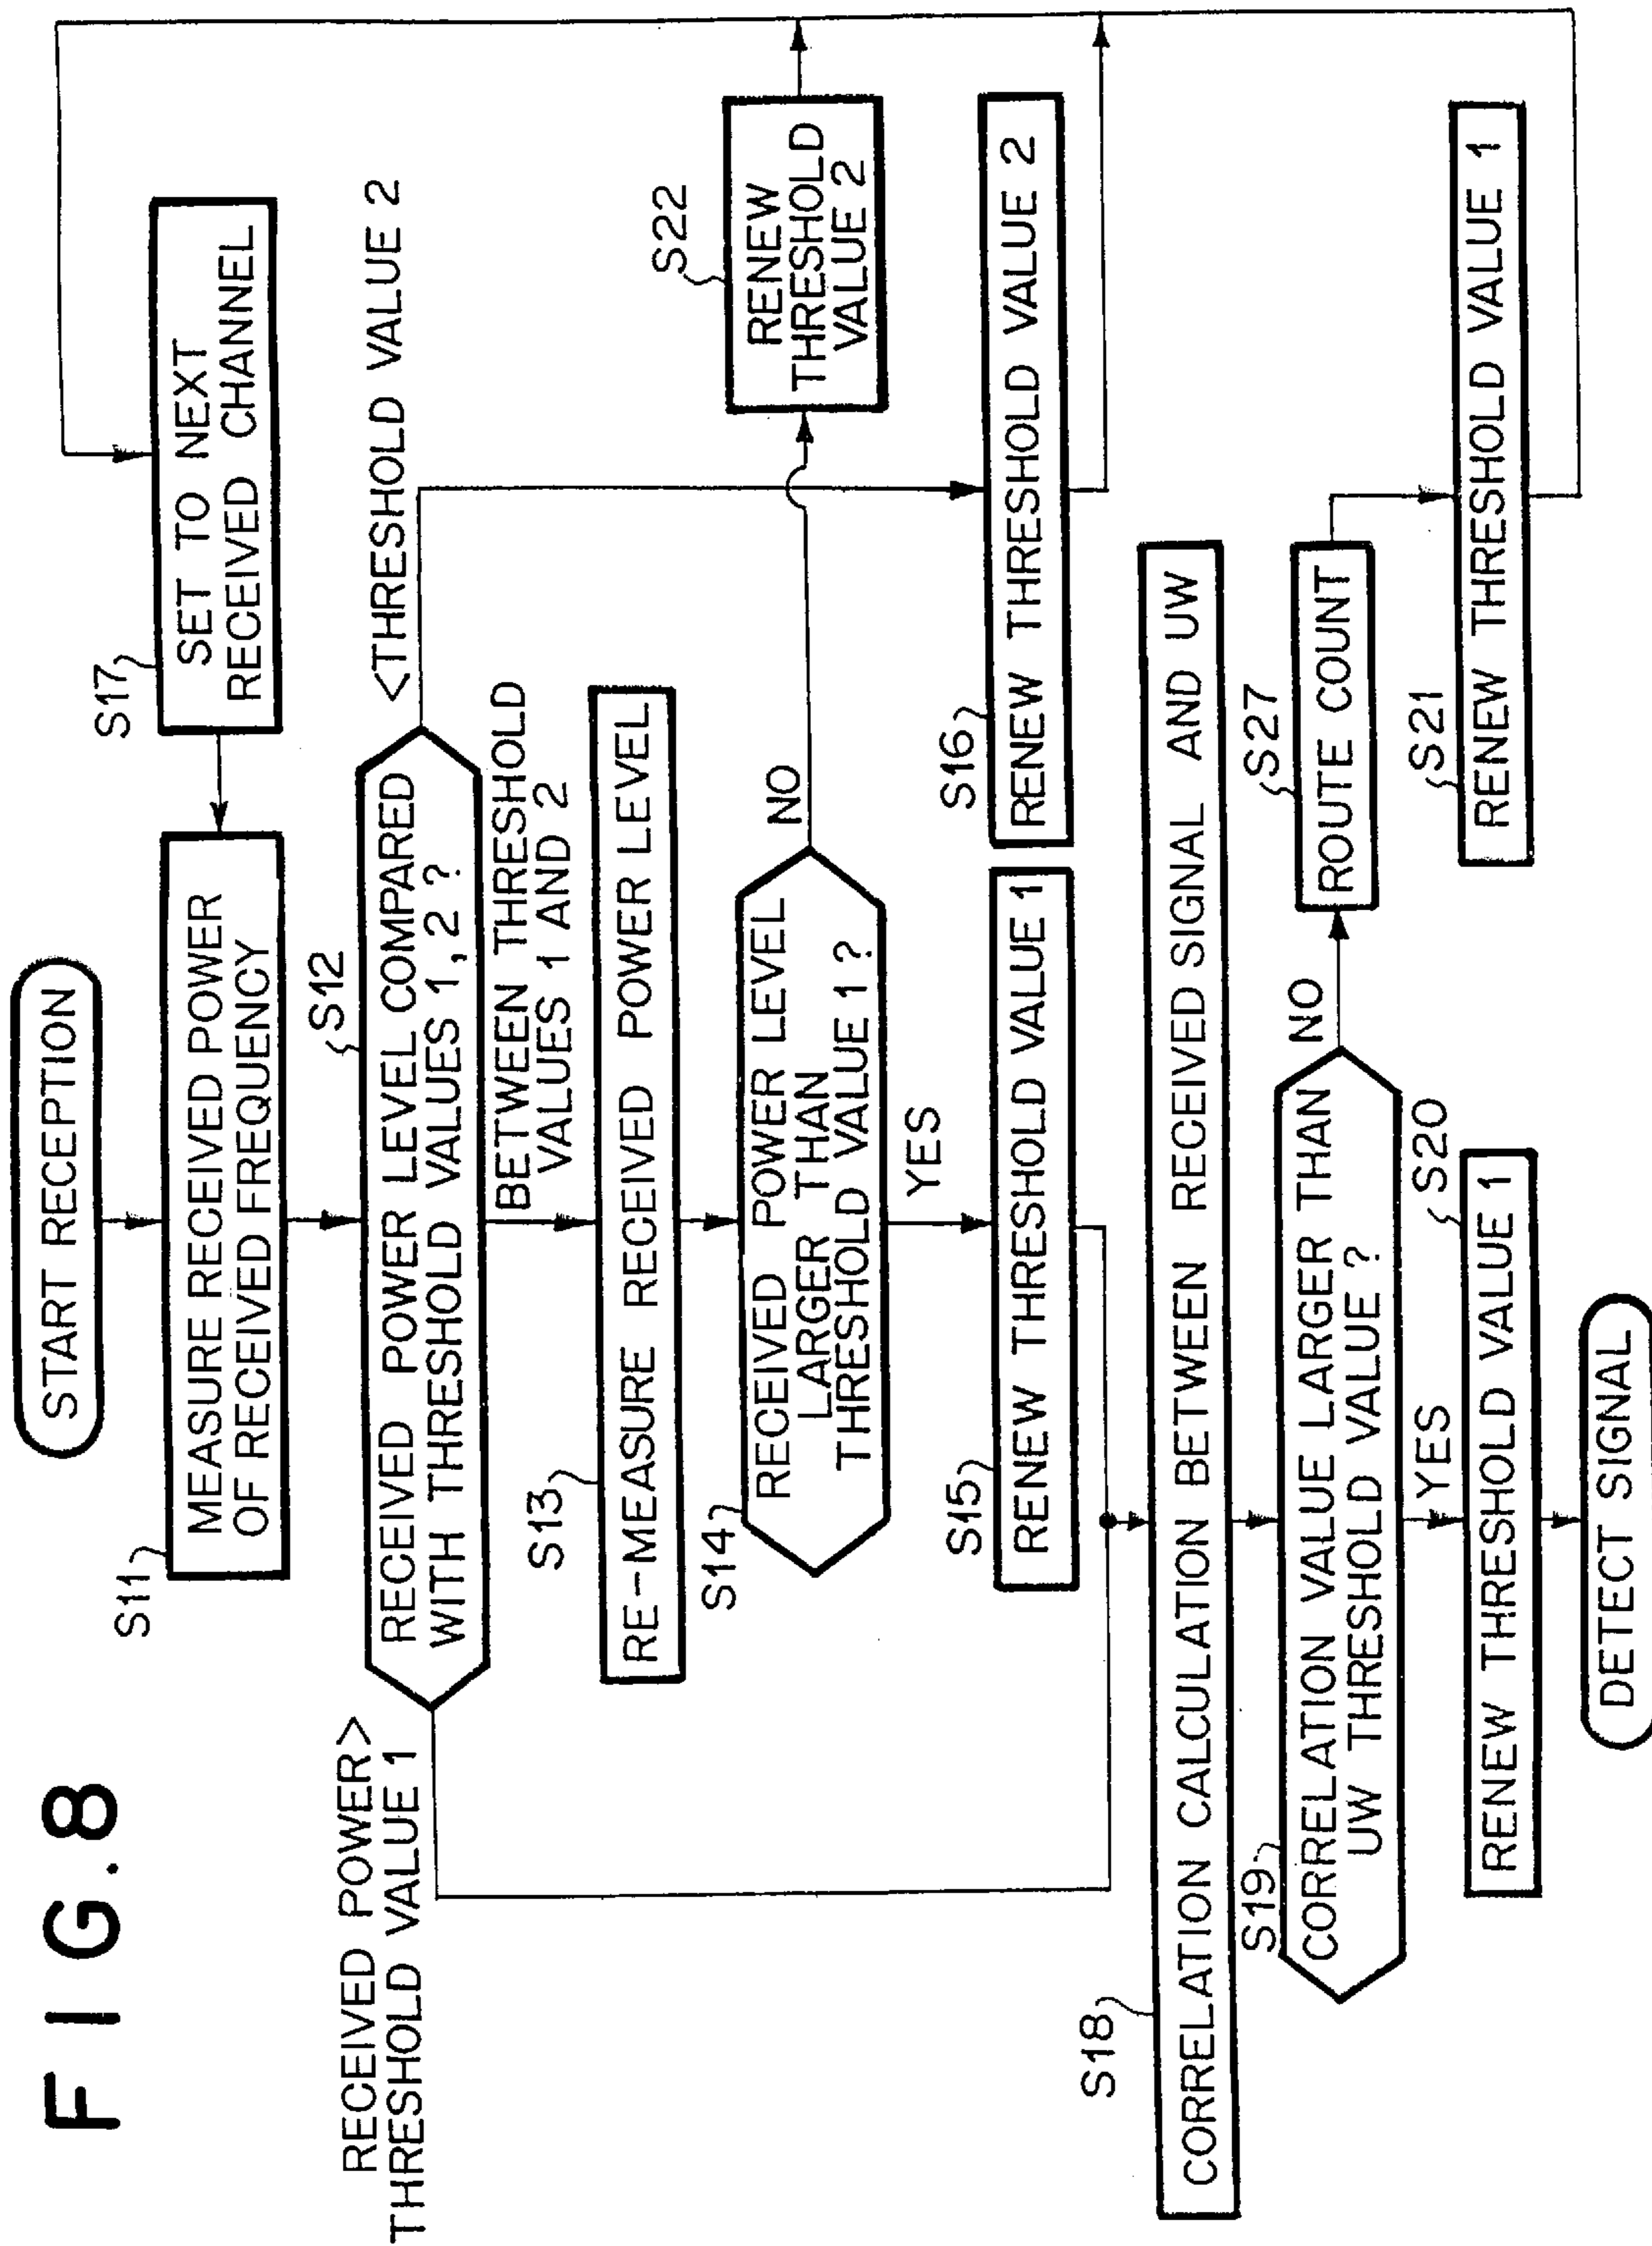 FIG.8
START RECEPTION
S11
MEASURE RECEIVED POWER
OF RECEIVED FREQUENCY
S17
SET TO NEXT
RECEIVED CHANNEL
S12
RECEIVED POWER LEVEL COMPARED
WITH THRESHOLD VALUES 1, 2 ?
RECEIVED POWER>
THRESHOLD VALUE 1
<THRESHOLD VALUE 2
BETWEEN THRESHOLD
VALUES 1 AND 2
S13
RE-MEASURE RECEIVED POWER LEVEL
S14
RECEIVED POWER LEVEL
LARGER THAN
THRESHOLD VALUE 1 ?
NO
S22
RENEW
THRESHOLD
VALUE 2
YES
S15
RENEW THRESHOLD VALUE 1
S16
RENEW THRESHOLD VALUE 2
S18
CORRELATION CALCULATION BETWEEN RECEIVED SIGNAL AND UW
S19
CORRELATION VALUE LARGER THAN
UW THRESHOLD VALUE ?
NO
S27
ROUTE COUNT
YES
S20
RENEW THRESHOLD VALUE 1
S21
RENEW THRESHOLD VALUE 1
DETECT SIGNAL